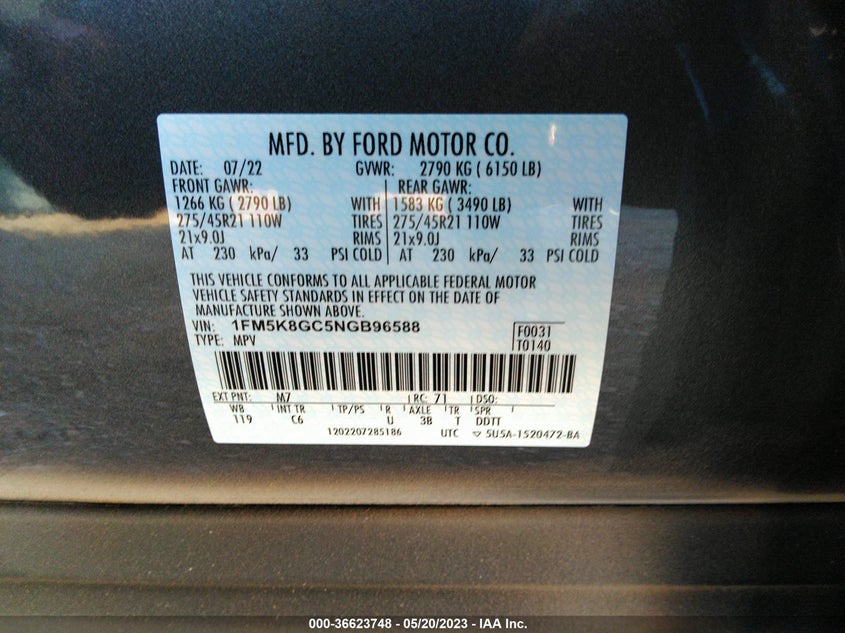 MFD. BY FORD MOTOR CO.
DATE: 07/22 GVWR: 2790 KG ( 6150 LB)
FRONT GAWR: REAR GAWR:
1266 KG ( 2790 LB) WITH 1583 KG ( 3490 LB) WITH
275/45R21 110W TIRES 275/45R21 110W TIRES
21x9.0J RIMS 21x9.0J RIMS
AT 230 kPa/ 33 PSI COLD AT 230 kPa/ 33 PSI COLD
THIS VEHICLE CONFORMS TO ALL APPLICABLE FEDERAL MOTOR
VEHICLE SAFETY STANDARDS IN EFFECT ON THE DATE OF
MANUFACTURE SHOWN ABOVE.
VIN: 1FM5K8GC5NGB96588 F0031
TYPE: MPV T0140
EXT PNT: M7 RC: 71 DSO:
WB INT TR TP/PS R AXLE TR SPR
119 C6 U 3B T DDTT
1202207285186 UTC ▽ 5U5A-1520472-BA
000-36623748 - 05/20/2023 - IAA Inc.